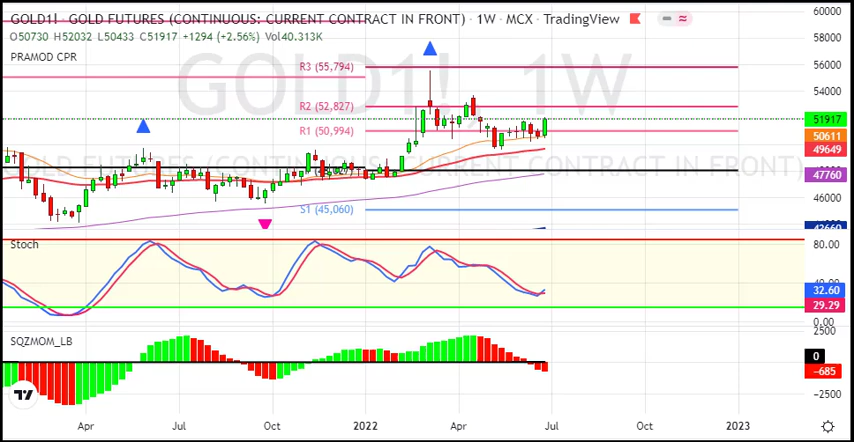 GOLD1! · GOLD FUTURES (CONTINUOUS: CURRENT CONTRACT IN FRONT) · 1W · MCX · TradingView
O50730 H52032 L50433 C51917 +1294 (+2.56%) Vol40.313K
PRAMOD CPR
GOLD1!, 1W
GOLD FUTURES (CONTINUOUS: CURRENT CONTRACT IN FRONT)
R3 (55,794)
R2 (52,827)
R1 (50,994)
S1 (45,060)
60000
58000
56000
54000
51917
50611
49649
47760
46000
42660
Stoch
80.00
40.00
32.60
29.29
0.00
SQZMOM_LB
2500
0
-685
-2500
Apr Jul Oct 2022 Apr Jul Oct 2023